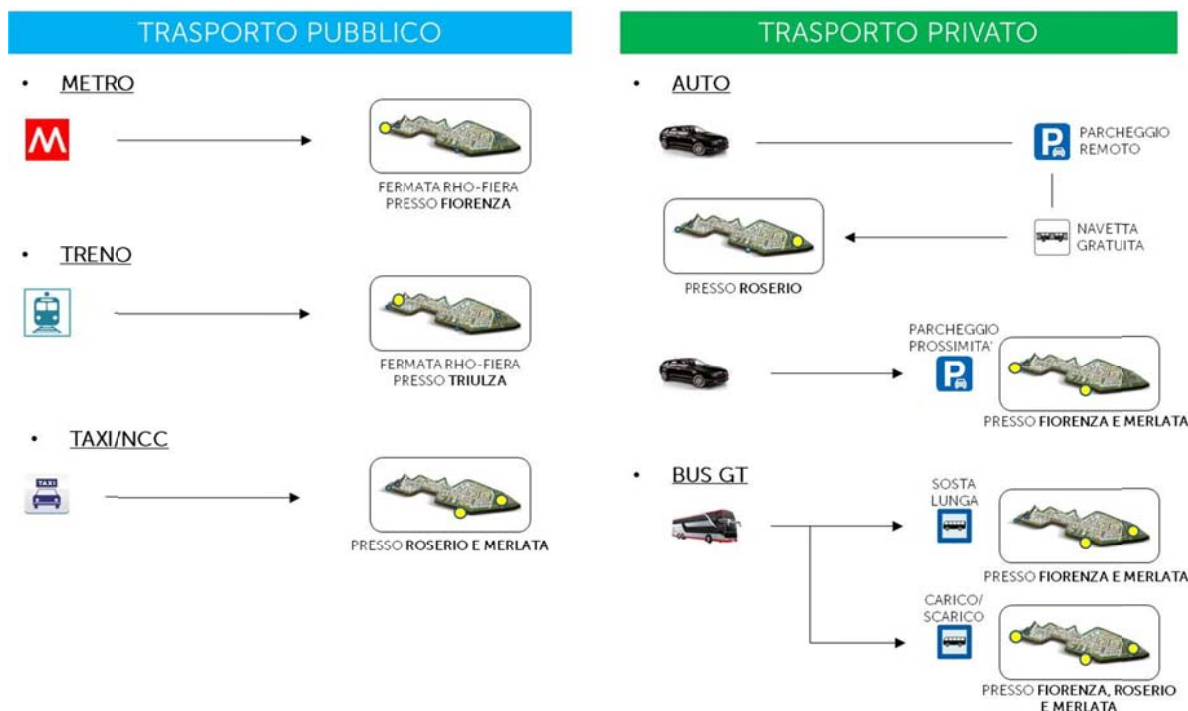 TRASPORTO PUBBLICO
• METRO
M
FERMATA RHO-FIERA
PRESSO FIORENZA
• TRENO
FERMATA RHO-FIERA
PRESSO TRIULZA
• TAXI/NCC
TAXI
PRESSO ROSERIO E MERLATA
TRASPORTO PRIVATO
• AUTO
P
PARCHEGGIO
REMOTO
NAVETTA
GRATUITA
PRESSO ROSERIO
PARCHEGGIO
PROSSIMITA'
P
PRESSO FIORENZA E MERLATA
• BUS GT
SOSTA
LUNGA
PRESSO FIORENZA E MERLATA
CARICO/
SCARICO
PRESSO FIORENZA, ROSERIO
E MERLATA